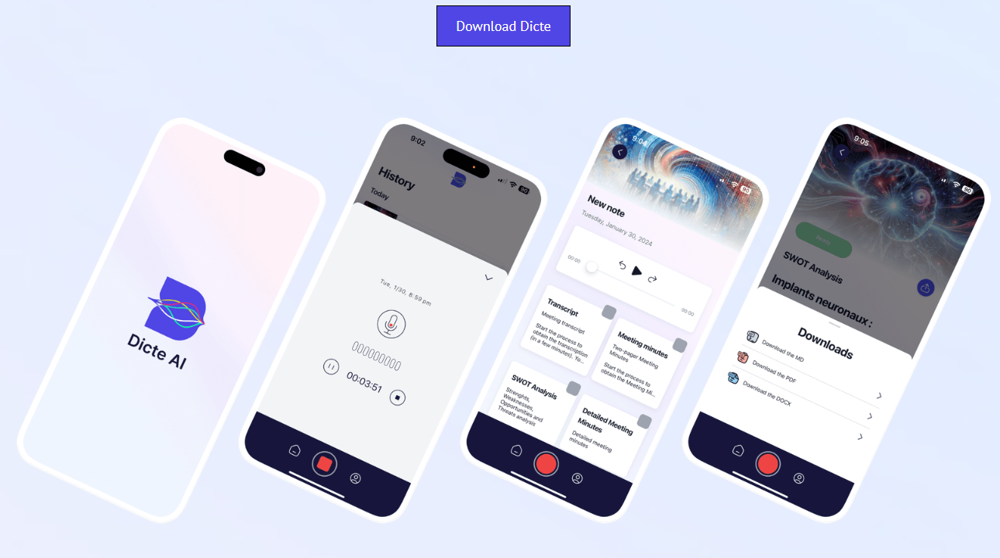 Download Dicte
Dicte AI
9:02
90
History
Today
Tue, 1/30, 8:59 pm
00:03:51
9:04
90
New note
Tuesday, January 30, 2024
00:00
00:00
Transcript
Meeting transcript
Start the process to
obtain the transcription
(in a few minutes). Yo...
Meeting minutes
Two-pager Meeting
Minutes
Start the process to
obtain the Meeting Mi...
SWOT Analysis
Strenghts,
Weaknesses,
Opportunities and
Threats analysis
Detailed Meeting
Minutes
Detailed meeting
minutes
9:05
90
Ready
SWOT Analysis
Implants neuronaux :
Downloads
Download the MD
Download the PDF
Download the DOCX